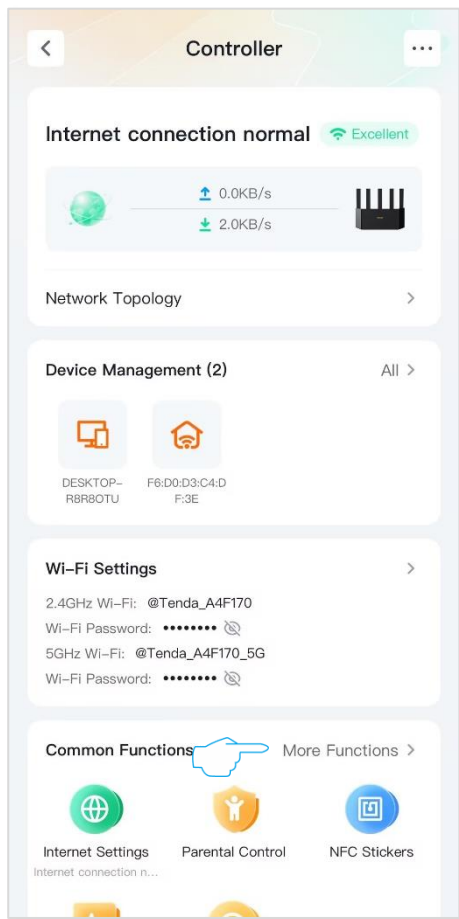 Controller
Internet connection normal Excellent
0.0KB/s
2.0KB/s
Network Topology
Device Management (2) All
DESKTOP-
R8R8OTU
F6:D0:D3:C4:D
F:3E
Wi-Fi Settings
2.4GHz Wi-Fi: @Tenda_A4F170
Wi-Fi Password: ••••••••
5GHz Wi-Fi: @Tenda_A4F170_5G
Wi-Fi Password: ••••••••
Common Functions More Functions
Internet Settings Parental Control NFC Stickers
Internet connection n...